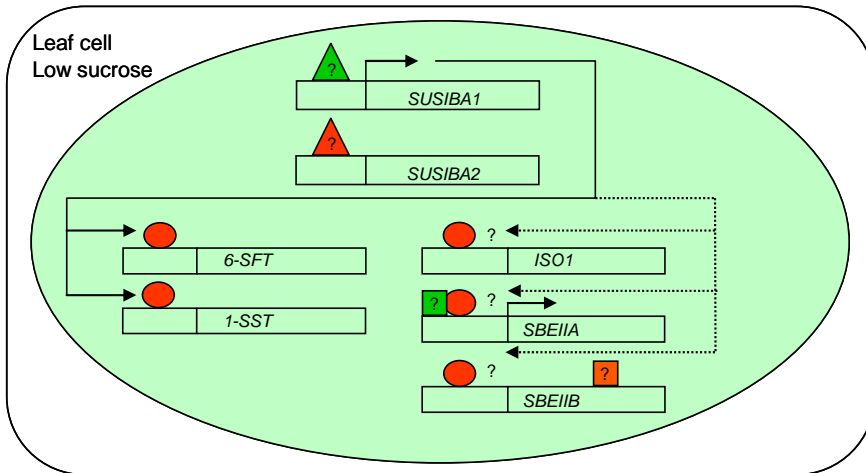 Leaf cell
Low sucrose
?
SUSIBA1
?
SUSIBA2
?
6-SFT
ISO1
? ?
1-SST
SBEIIA
? ?
SBEIIB